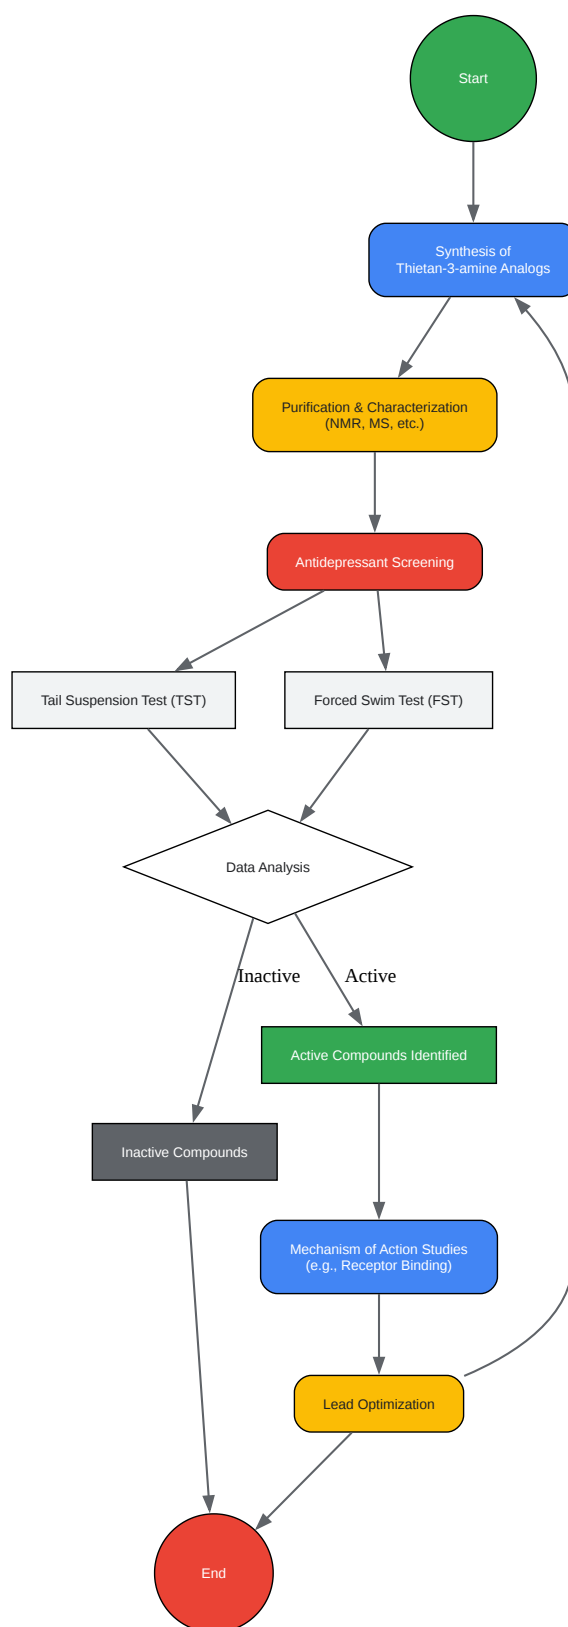 Start
Synthesis of
Thietan-3-amine Analogs
Purification & Characterization
(NMR, MS, etc.)
Antidepressant Screening
Tail Suspension Test (TST)
Forced Swim Test (FST)
Data Analysis
Inactive
Active
Active Compounds Identified
Inactive Compounds
Mechanism of Action Studies
(e.g., Receptor Binding)
Lead Optimization
End